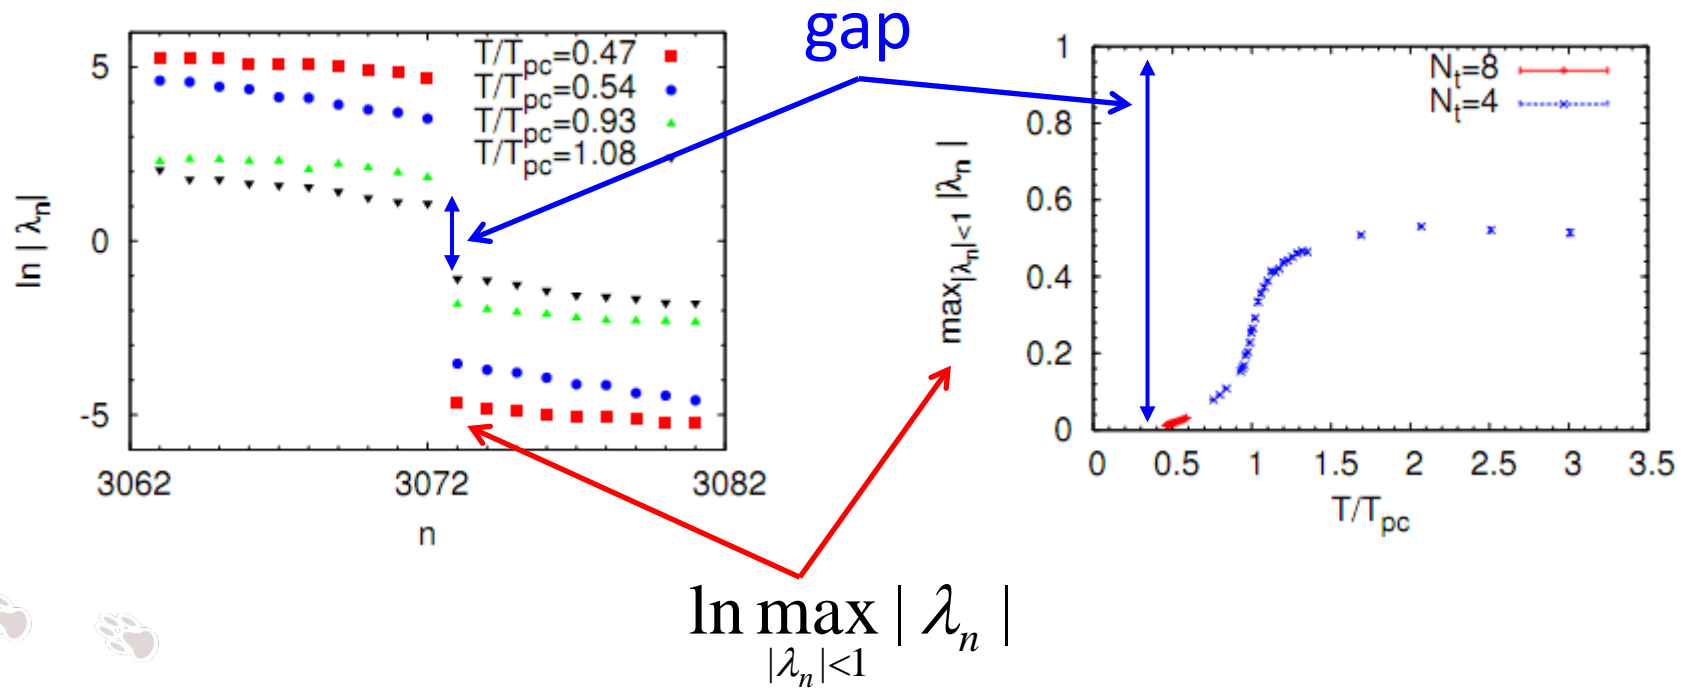 gap
T/Tpc=0.47
T/Tpc=0.54
T/Tpc=0.93
T/Tpc=1.08
5
0
-5
ln | λn|
3062 3072 3082
n
Nt=8
Nt=4
1
0.8
0.6
0.4
0.2
0
max|λn|<1 |λn |
0 0.5 1 1.5 2 2.5 3 3.5
T/Tpc
ln max | λn |
|λn|<1